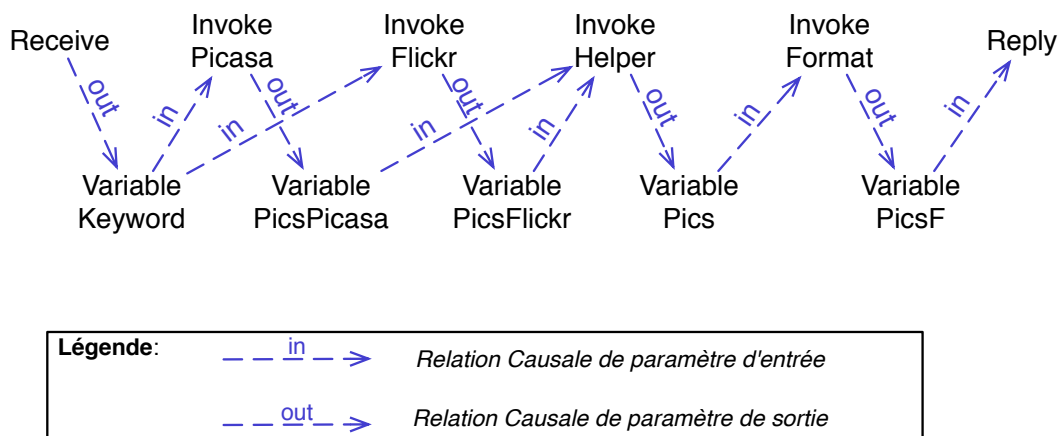 Receive
Invoke
Picasa
Invoke
Flickr
Invoke
Helper
Invoke
Format
Reply
out
in
out
in
out
in
in
out
in
out
in
Variable
Keyword
Variable
PicsPicasa
Variable
PicsFlickr
Variable
Pics
Variable
PicsF
Légende:
in
Relation Causale de paramètre d'entrée
out
Relation Causale de paramètre de sortie